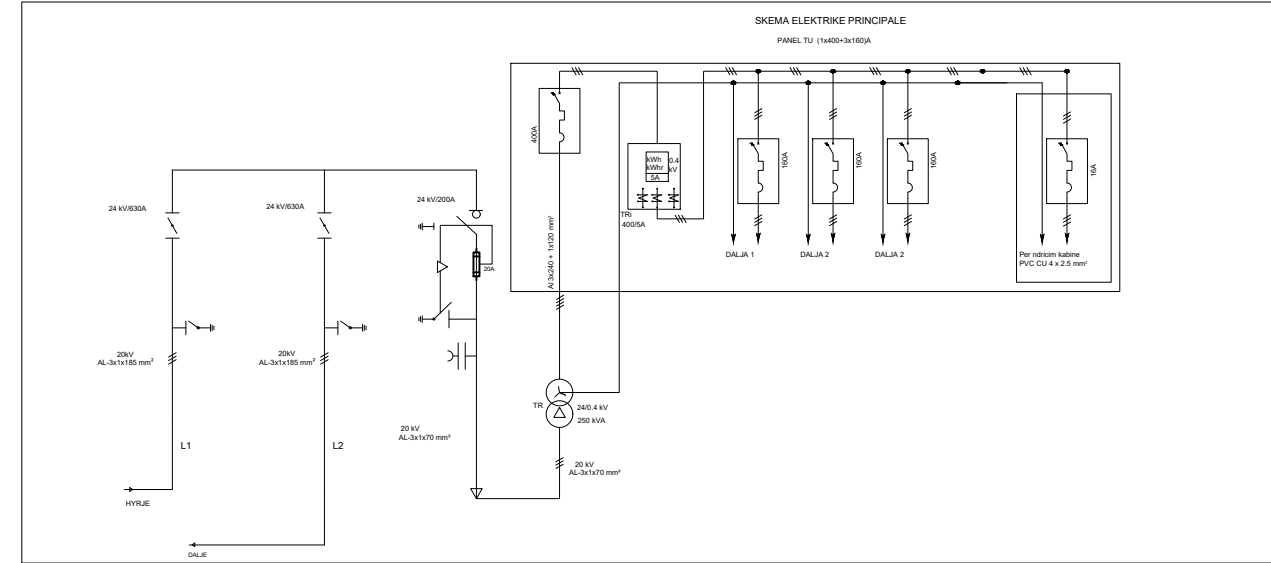 SKEMA ELEKTRIKE PRINCIPALE
PANEL TU (1x400+3x160)A
400A
kWh
kWhr
5A
0.4
kV
TRi
400/5A
160A
160A
160A
16A
DALJA 1
DALJA 2
DALJA 2
Per ndricim kabine
PVC CU 4 x 2.5 mm²
24 kV/630A
24 kV/630A
24 kV/200A
20A
Al 3x240 + 1x120 mm²
20kV
AL-3x1x185 mm²
20kV
AL-3x1x185 mm²
TR
24/0.4 kV
250 kVA
20 kV
AL-3x1x70 mm²
L1
L2
20 kV
AL-3x1x70 mm²
HYRJE
DALJE